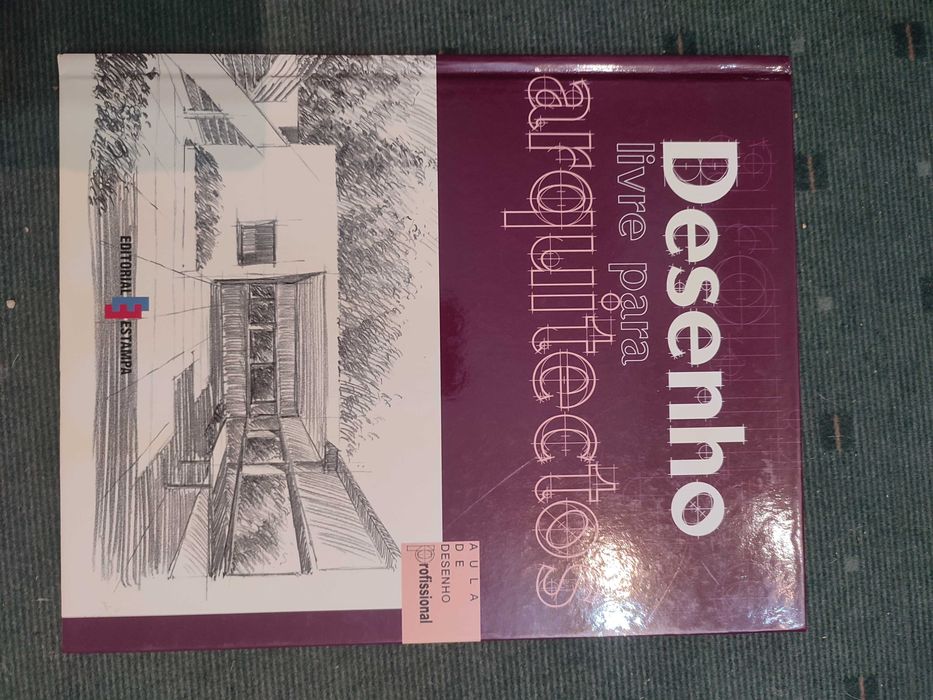 Desenho
livre para
arquitectos
AULA
DE
DESENHO
profissional
EDITORIAL E ESTAMPA